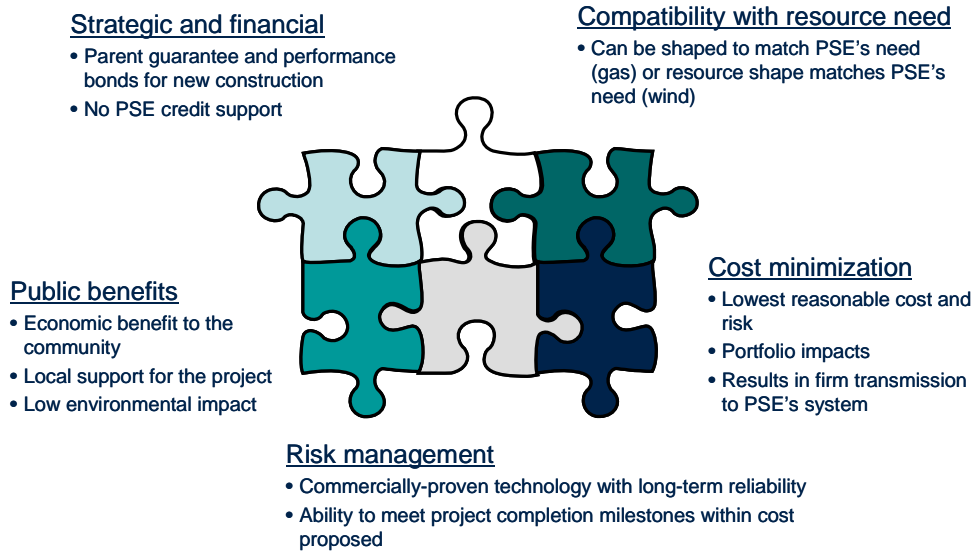 Strategic and financial
• Parent guarantee and performance
bonds for new construction
• No PSE credit support
Compatibility with resource need
• Can be shaped to match PSE's need
(gas) or resource shape matches PSE's
need (wind)
Public benefits
• Economic benefit to the
community
• Local support for the project
• Low environmental impact
Cost minimization
• Lowest reasonable cost and
risk
• Portfolio impacts
• Results in firm transmission
to PSE's system
Risk management
• Commercially-proven technology with long-term reliability
• Ability to meet project completion milestones within cost
proposed